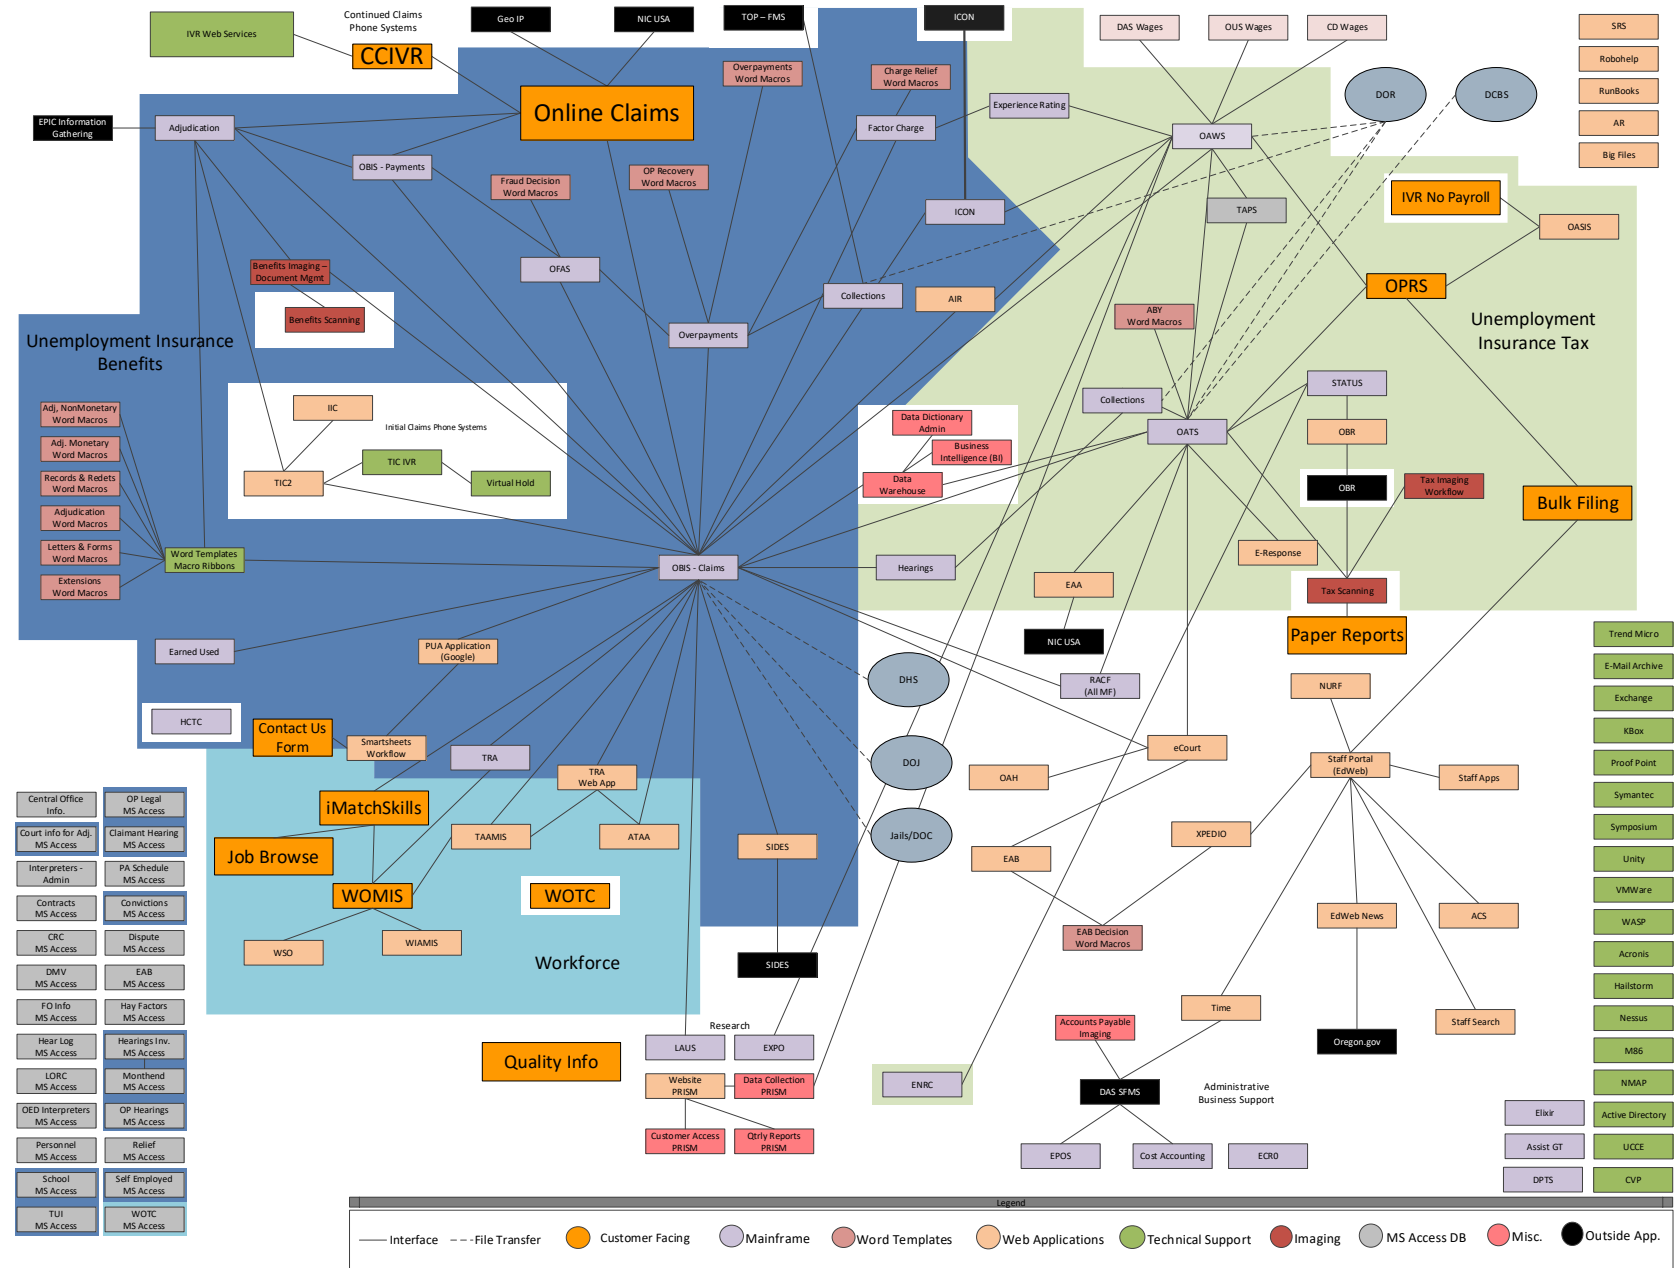 IVR Web Services
Continued Claims
Phone Systems
CCIVR
Geo IP
NIC USA
TOP – FMS
ICON
DAS Wages
OUS Wages
CD Wages
SRS
Robohelp
RunBooks
AR
Big Files
Overpayments
Word Macros
Charge Relief
Word Macros
DOR
DCBS
Online Claims
Experience Rating
EPIC Information
Gathering
Adjudication
Factor Charge
OAWS
OBIS - Payments
Fraud Decision
Word Macros
OP Recovery
Word Macros
ICON
TAPS
IVR No Payroll
OASIS
Benefits Imaging –
Document Mgmt
OFAS
Collections
AIR
OPRS
Benefits Scanning
Overpayments
ABY
Word Macros
Unemployment Insurance
Benefits
Unemployment
Insurance Tax
Adj, NonMonetary
Word Macros
Adj. Monetary
Word Macros
Records & Redets
Word Macros
Adjudication
Word Macros
Letters & Forms
Word Macros
Extensions
Word Macros
IIC
Initial Claims Phone Systems
TIC IVR
TIC2
Virtual Hold
Word Templates
Macro Ribbons
OBIS - Claims
Data Dictionary
Admin
Business
Intelligence (BI)
Data
Warehouse
Collections
OATS
STATUS
OBR
OBR
Tax Imaging
Workflow
Bulk Filing
Hearings
E-Response
EAA
Tax Scanning
NIC USA
Paper Reports
Earned Used
PUA Application
(Google)
DHS
RACF
(All MF)
NURF
HCTC
Contact Us
Form
Smartsheets
Workflow
TRA
TRA
Web App
DOJ
eCourt
OAH
Staff Portal
(EdWeb)
Staff Apps
iMatchSkills
Job Browse
TAAMIS
ATAA
SIDES
Jails/DOC
XPEDIO
EAB
WOMIS
WOTC
WSO
WIAMIS
Workforce
SIDES
EAB Decision
Word Macros
EdWeb News
ACS
Time
Oregon.gov
Staff Search
Research
LAUS
EXPO
Quality Info
Website
PRISM
Data Collection
PRISM
Customer Access
PRISM
Qtrly Reports
PRISM
ENRC
Accounts Payable
Imaging
DAS SFMS
Administrative
Business Support
EPOS
Cost Accounting
ECR0
Trend Micro
E-Mail Archive
Exchange
KBox
Proof Point
Symantec
Symposium
Unity
VMWare
WASP
Acronis
Hailstorm
Nessus
M86
NMAP
Elixir
Active Directory
Assist GT
UCCE
DPTS
CVP
Central Office
Info.
OP Legal
MS Access
Court info for Adj.
MS Access
Claimant Hearing
MS Access
Interpreters -
Admin
PA Schedule
MS Access
Contracts
MS Access
Convictions
MS Access
CRC
MS Access
Dispute
MS Access
DMV
MS Access
EAB
MS Access
FO Info
MS Access
Hay Factors
MS Access
Hear Log
MS Access
Hearings Inv.
MS Access
LORC
MS Access
Monthend
MS Access
OED Interpreters
MS Access
OP Hearings
MS Access
Personnel
MS Access
Relief
MS Access
School
MS Access
Self Employed
MS Access
TUI
MS Access
WOTC
MS Access
Legend
Interface
File Transfer
Customer Facing
Mainframe
Word Templates
Web Applications
Technical Support
Imaging
MS Access DB
Misc.
Outside App.